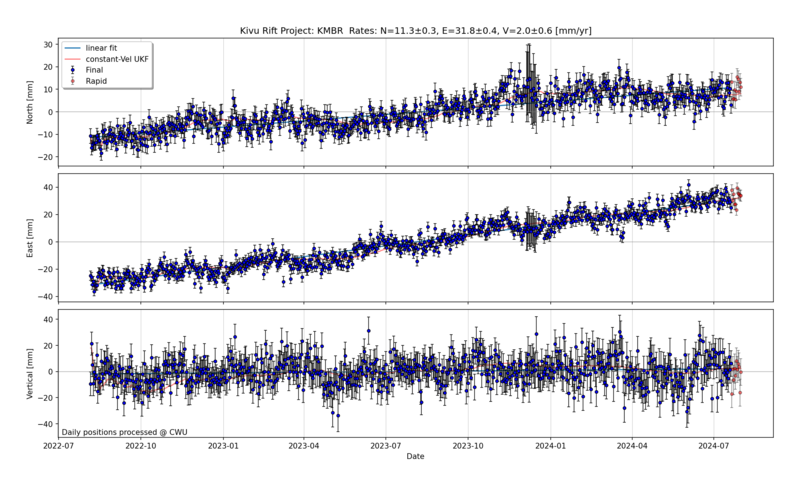 Kivu Rift Project: KMBR Rates: N=11.3±0.3, E=31.8±0.4, V=2.0±0.6 [mm/yr]
linear fit
constant-Vel UKF
Final
Rapid
North [mm]
30
20
10
0
−10
−20
East [mm]
40
20
0
−20
−40
Vertical [mm]
40
20
0
−20
−40
Daily positions processed @ CWU
2022-07
2022-10
2023-01
2023-04
2023-07
2023-10
2024-01
2024-04
2024-07
Date